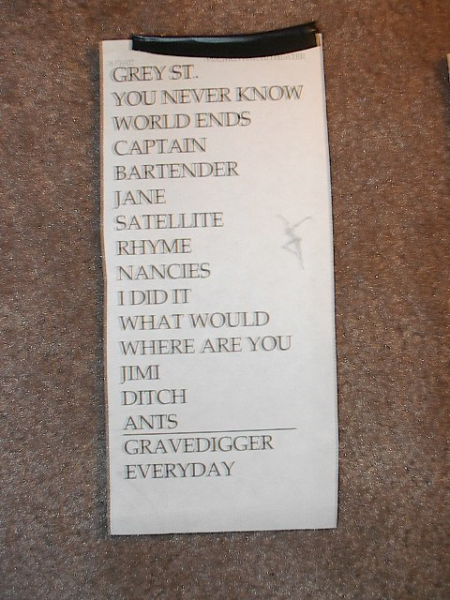 GREY ST.
YOU NEVER KNOW
WORLD ENDS
CAPTAIN
BARTENDER
JANE
SATELLITE
RHYME
NANCIES
I DID IT
WHAT WOULD
WHERE ARE YOU
JIMI
DITCH
ANTS
GRAVEDIGGER
EVERYDAY